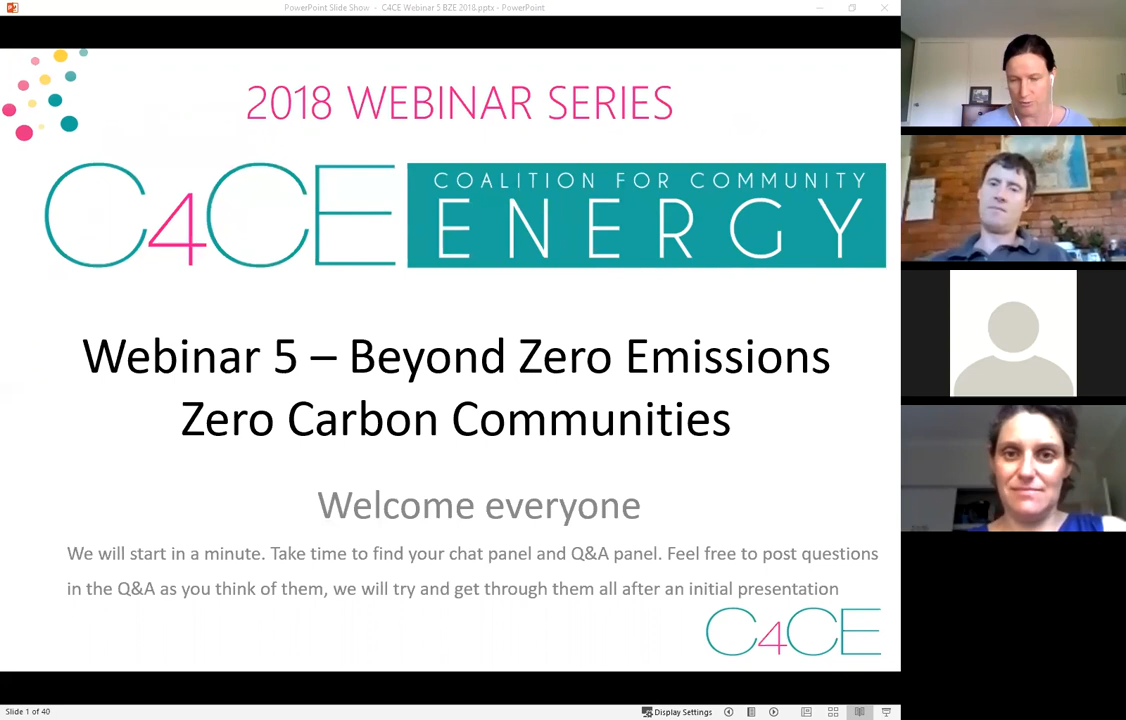 PowerPoint Slide Show - C4CE Webinar 5 BZE 2018.pptx - PowerPoint
2018 WEBINAR SERIES
C4CE
COALITION FOR COMMUNITY
ENERGY
Webinar 5 – Beyond Zero Emissions
Zero Carbon Communities
Welcome everyone
We will start in a minute. Take time to find your chat panel and Q&A panel. Feel free to post questions
in the Q&A as you think of them, we will try and get through them all after an initial presentation
C4CE
Slide 1 of 40
Display Settings